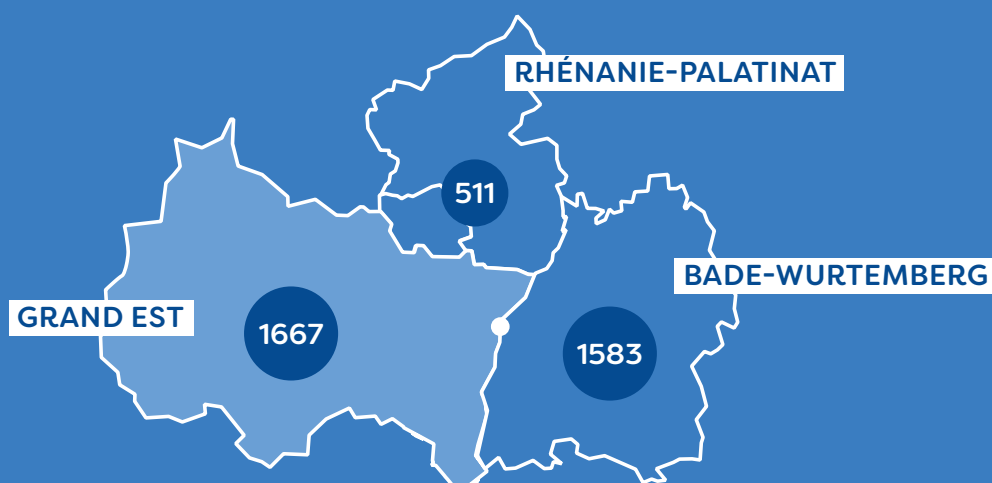 RHÉNANIE-PALATINAT
511
BADE-WURTEMBERG
GRAND EST
1667
1583